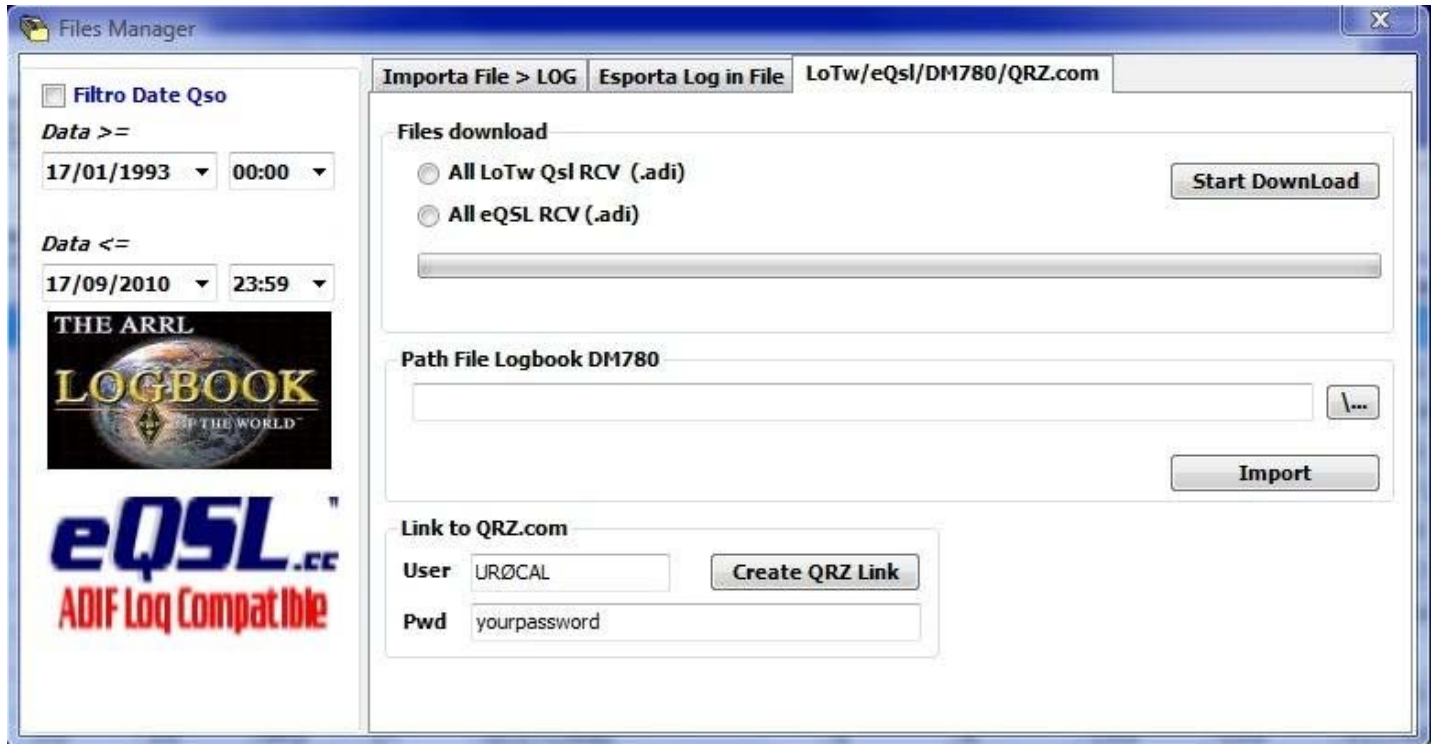 Files Manager
X
Filtro Date Qso
Data >=
17/01/1993 00:00
Data <=
17/09/2010 23:59
THE ARRL
LOGBOOK
OF THE WORLD
eQSL.cc
ADIF Log Compatible
Importa File > LOG Esporta Log in File LoTw/eQsl/DM780/QRZ.com
Files download
All LoTw Qsl RCV (.adi)
Start DownLoad
All eQSL RCV (.adi)
Path File Logbook DM780
\...
Import
Link to QRZ.com
User URØCAL Create QRZ Link
Pwd yourpassword